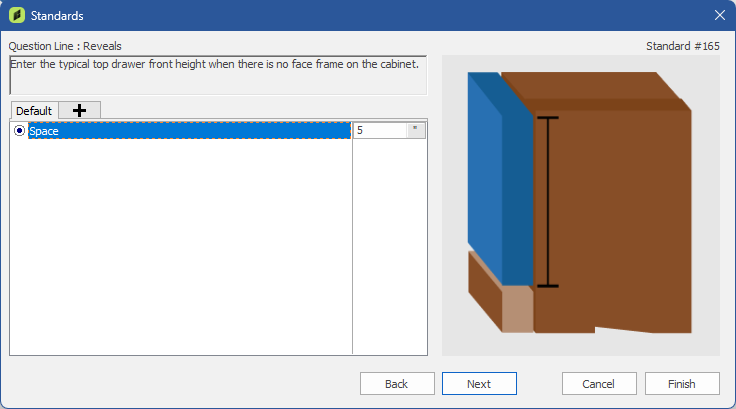 Standards
Question Line : Reveals
Standard #165
Enter the typical top drawer front height when there is no face frame on the cabinet.
Default
Space 5 "
Back Next Cancel Finish